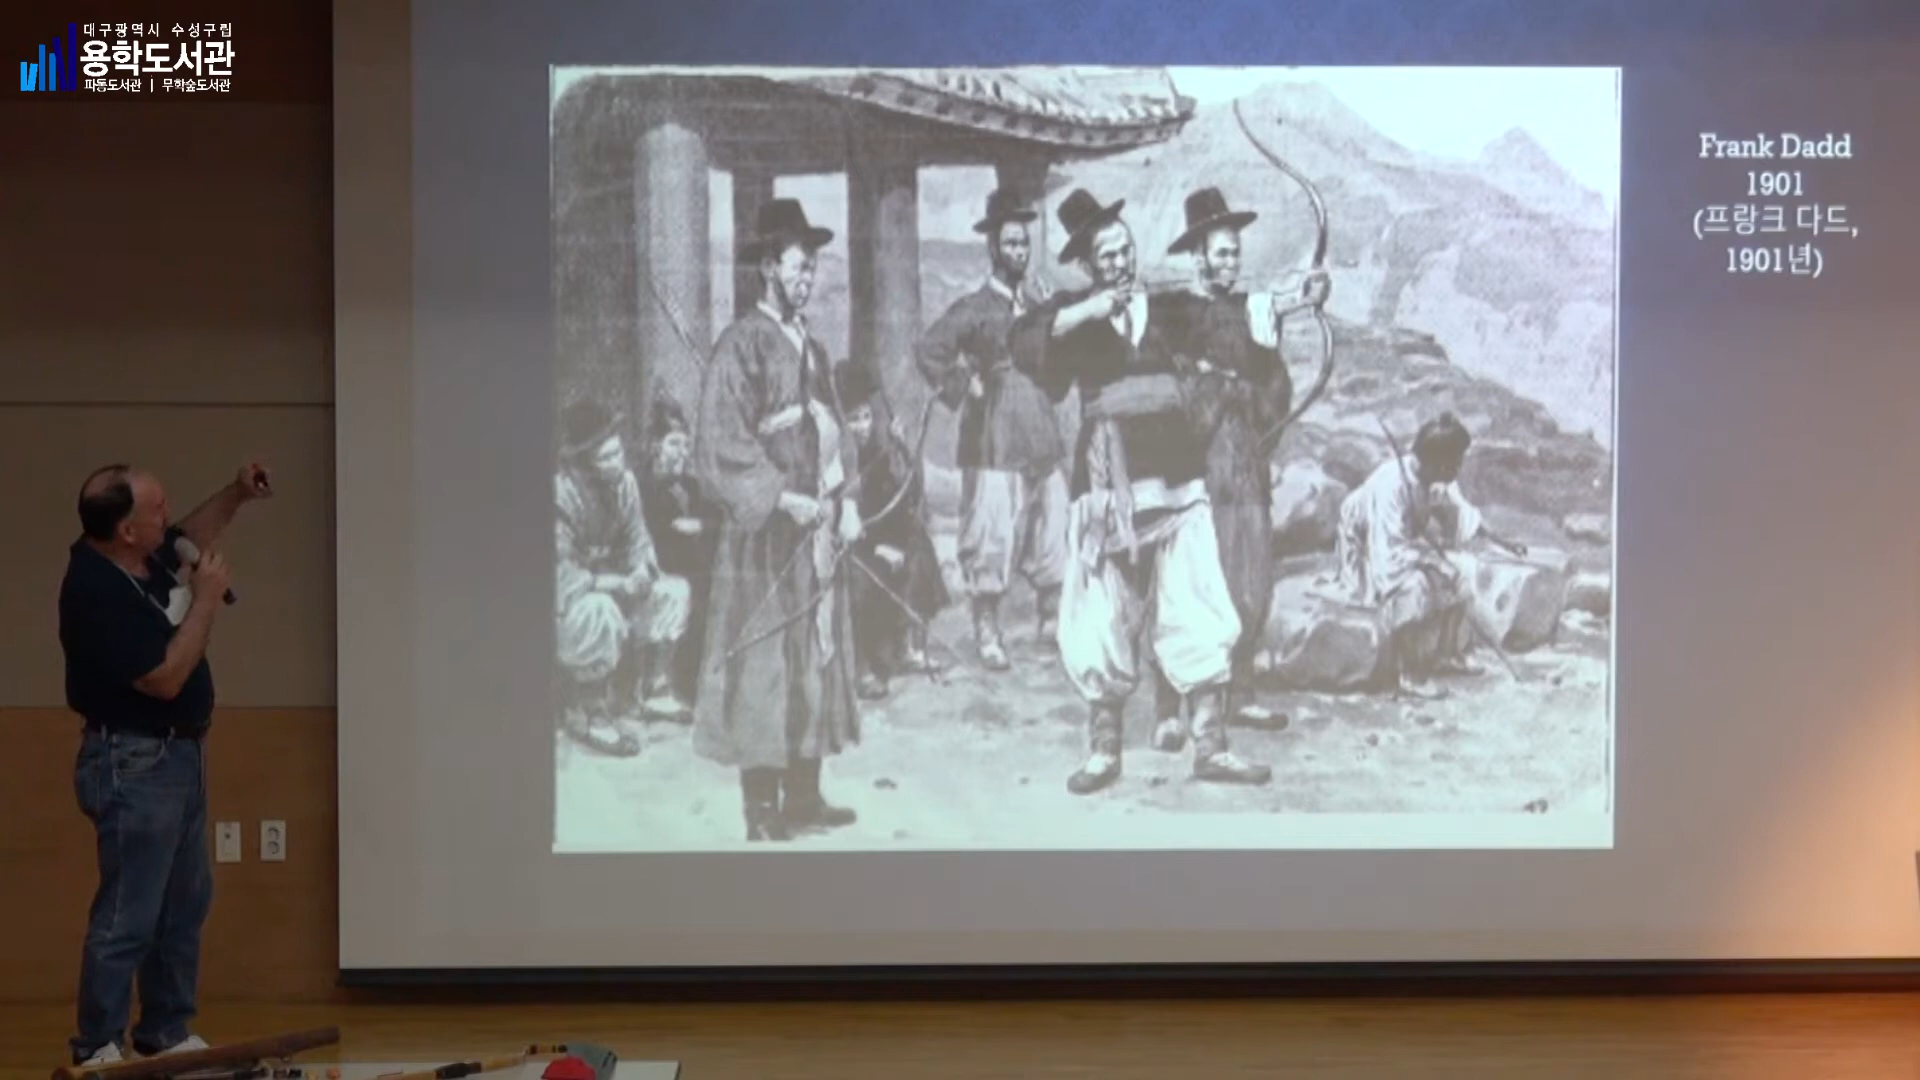 대구광역시 수성구립
용학도서관
파동도서관 | 무학숲도서관
Frank Dadd
1901
(프랑크 다드,
1901년)